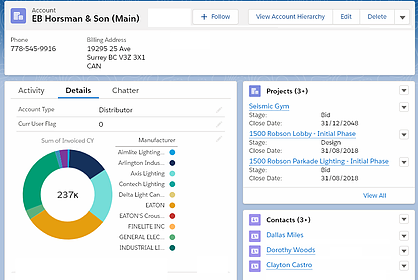 Account
EB Horsman & Son (Main)
+ Follow
View Account Hierarchy
Edit
Delete
Phone
778-545-9916
Billing Address
19295 25 Ave
Surrey BC V3Z 3X1
CAN
Activity
Details
Chatter
Account Type
Distributor
Curr User Flag
0
Sum of Invoiced CY
237K
Manufacturer
Aimlite Lighting...
Arlington Indus...
Axis Lighting
Contech Lighting
Delta Light Can...
EATON
EATON'S Crous...
FINELITE INC
GENERAL ELEC...
INDUSTRIAL LI...
Projects (3+)
Seismic Gym
Stage: Bid
Close Date: 31/12/2048
1500 Robson Lobby - Initial Phase
Stage: Design
Close Date: 31/08/2018
1500 Robson Parkade Lighting - Initial Phase
Stage: Bid
Close Date: 31/08/2018
View All
Contacts (3+)
Dallas Miles
Dorothy Woods
Clayton Castro